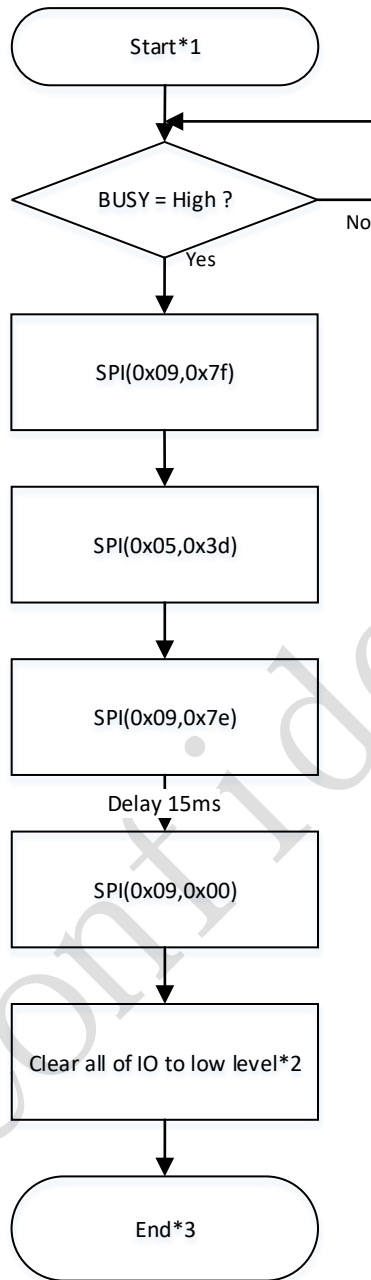 Start*1
BUSY = High ?
No
Yes
SPI(0x09,0x7f)
SPI(0x05,0x3d)
SPI(0x09,0x7e)
Delay 15ms
SPI(0x09,0x00)
Clear all of IO to low level*2
End*3